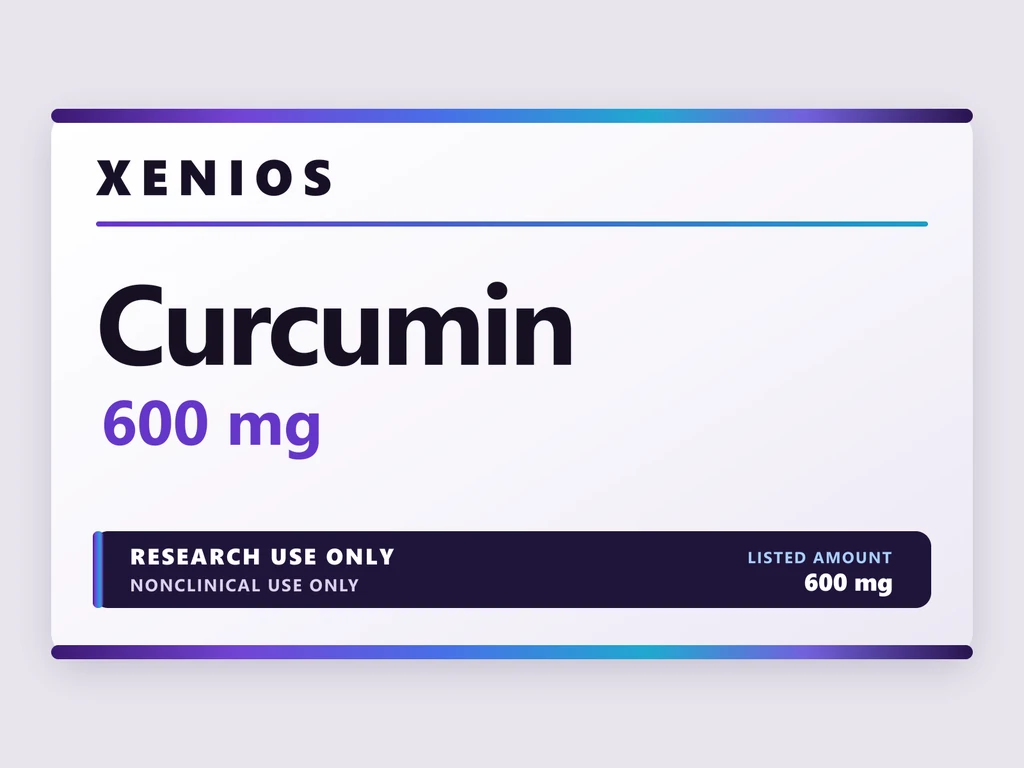 XENIOS
Curcumin
600 mg
RESEARCH USE ONLY
NONCLINICAL USE ONLY
LISTED AMOUNT
600 mg